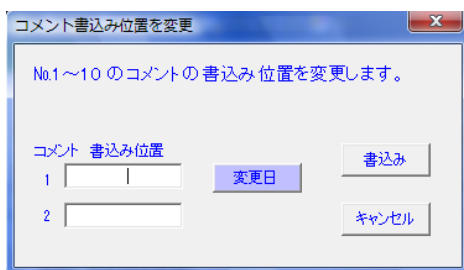 コメント書込み位置を変更
X
No.1～10 のコメントの書込み位置を変更します。
コメント 書込み位置
1
変更日
書込み
2
キャンセル